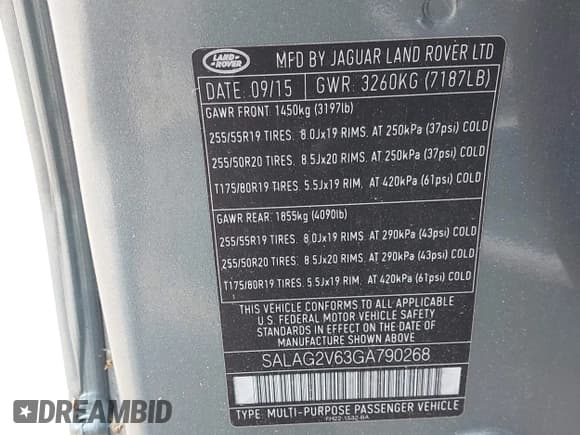 LAND ROVER
MFD BY JAGUAR LAND ROVER LTD
DATE: 09/15 GWR: 3260KG (7187LB)
GAWR FRONT: 1450kg (3197lb)
255/55R19 TIRES. 8.0Jx19 RIMS. AT 250kPa (37psi) COLD
255/50R20 TIRES. 8.5Jx20 RIMS. AT 250kPa (37psi) COLD
T175/80R19 TIRES. 5.5Jx19 RIM, AT 420kPa (61psi) COLD
GAWR REAR: 1855kg (4090lb)
255/55R19 TIRES. 8.0Jx19 RIMS. AT 290kPa (43psi) COLD
255/50R20 TIRES. 8.5Jx20 RIMS. AT 290kPa (43psi) COLD
T175/80R19 TIRES. 5.5Jx19 RIM, AT 420kPa (61psi) COLD
THIS VEHICLE CONFORMS TO ALL APPLICABLE
U.S. FEDERAL MOTOR VEHICLE SAFETY
STANDARDS IN EFFECT ON THE DATE OF
MANUFACTURE SHOWN ABOVE
SALAG2V63GA790268
TYPE: MULTI-PURPOSE PASSENGER VEHICLE
FH22-1532-BA
DIRECTCARBUYING.COM